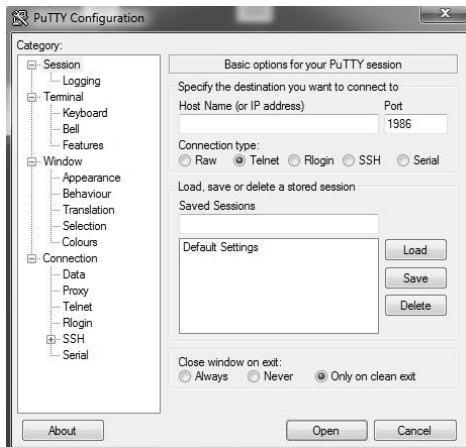 PuTTY Configuration
X
Category:
Session
Logging
Terminal
Keyboard
Bell
Features
Window
Appearance
Behaviour
Translation
Selection
Colours
Connection
Data
Proxy
Telnet
Rlogin
SSH
Serial
Basic options for your PuTTY session
Specify the destination you want to connect to
Host Name (or IP address) Port
1986
Connection type:
Raw Telnet Rlogin SSH Serial
Load, save or delete a stored session
Saved Sessions
Default Settings
Load
Save
Delete
Close window on exit:
Always Never Only on clean exit
About Open Cancel